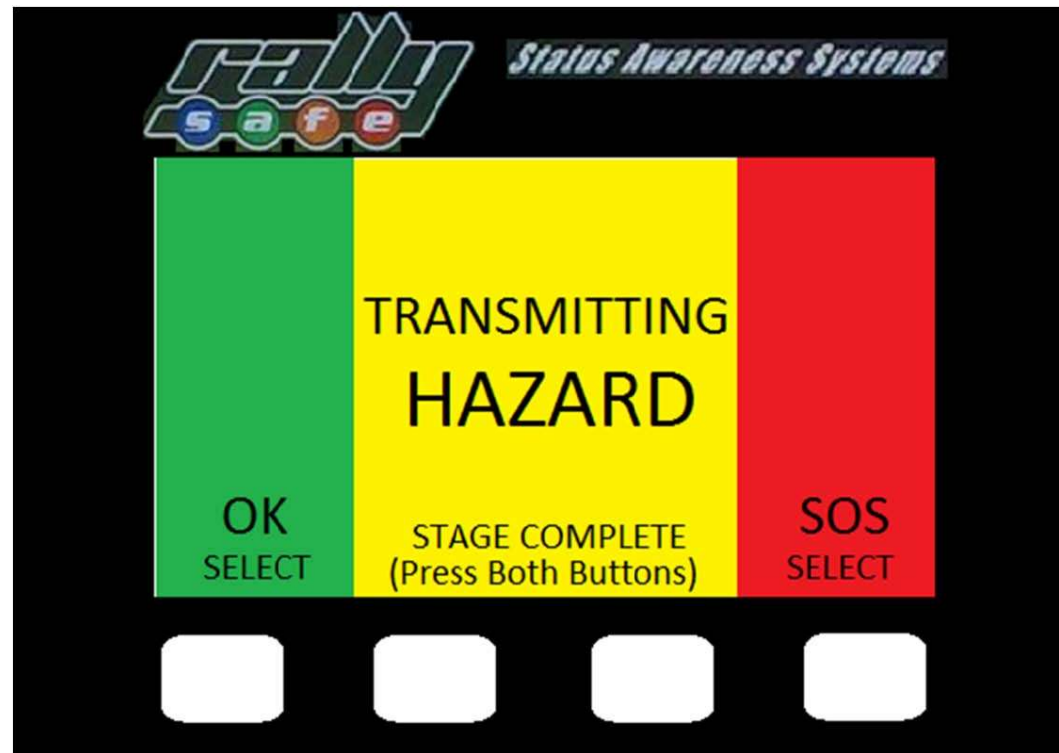 rally
safe
Status Awareness Systems
TRANSMITTING
HAZARD
OK
SELECT
STAGE COMPLETE
(Press Both Buttons)
SOS
SELECT